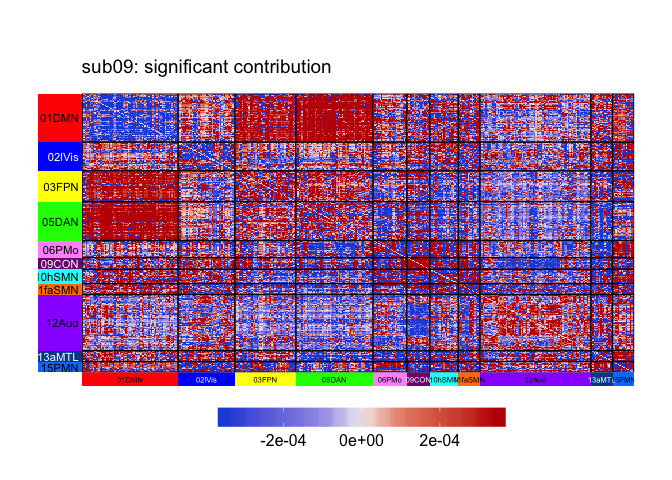 sub09: significant contribution
01DMN
02lVis
03FPN
05DAN
06PMo
09CON
10hSMN
1faSMN
12Aud
13aMTL
15PMN
01DMN
02lVis
03FPN
05DAN
06PMo
09CON
10hSMN
1faSMN
12Aud
13aMTL
5PMN
-2e-04 0e+00 2e-04